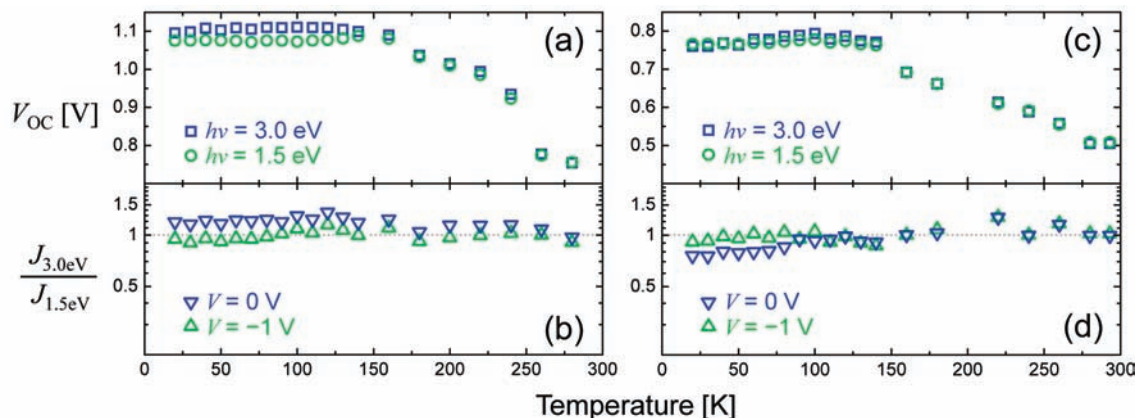 1.1
1.0
0.9
0.8
V_OC [V]
(a)
□ hν = 3.0 eV
○ hν = 1.5 eV
0.8
0.7
0.6
0.5
(c)
□ hν = 3.0 eV
○ hν = 1.5 eV
1.5
1
0.5
J_3.0eV
J_1.5eV
▽ V = 0 V
△ V = −1 V
(b)
1.5
1
0.5
▽ V = 0 V
△ V = −1 V
(d)
0 50 100 150 200 250 300
0 50 100 150 200 250 300
Temperature [K]